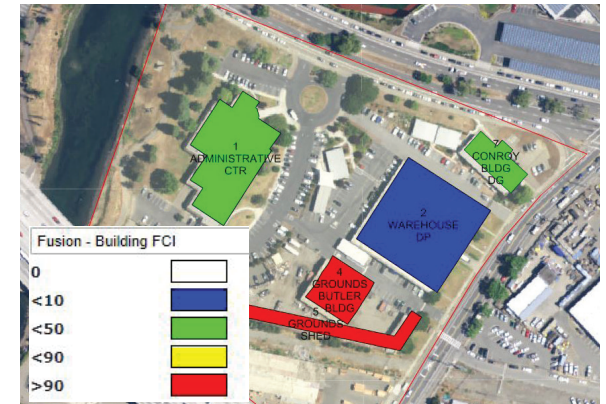 1
ADMINISTRATIVE
CTR
7
CONROY
BLDG
DG
2
WAREHOUSE
DP
4
GROUNDS
BUTLER
BLDG
5
GROUNDS
SHED
Fusion - Building FCI
0
<10
<50
<90
>90